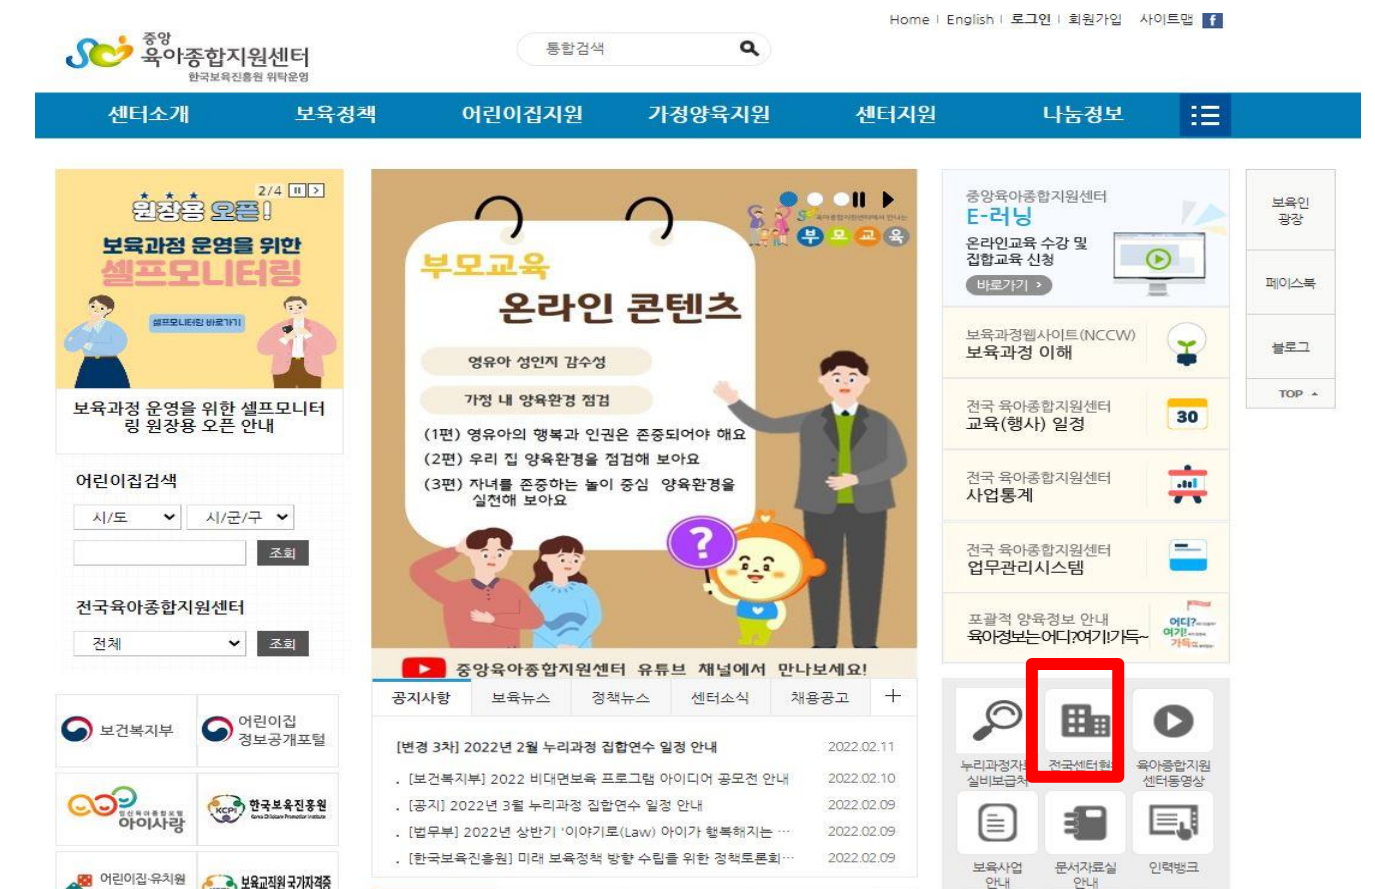 Home | English | 로그인 | 회원가입 사이트맵 f
중앙
육아종합지원센터
한국보육진흥원 위탁운영
통합검색
센터소개 보육정책 어린이집지원 가정양육지원 센터지원 나눔정보
2/4
원장용 오픈!
보육과정 운영을 위한
셀프모니터링
셀프모니터링 바로가기
보육과정 운영을 위한 셀프모니터
링 원장용 오픈 안내
어린이집검색
시/도 시/군/구
조회
전국육아종합지원센터
전체 조회
보건복지부
어린이집
정보공개포털
아이사랑
KCPI 한국보육진흥원
어린이집·유치원
보육교직원 국가자격증
부모교육
부모교육
온라인 콘텐츠
영유아 성인지 감수성
가정 내 양육환경 점검
(1편) 영유아의 행복과 인권은 존중되어야 해요
(2편) 우리 집 양육환경을 점검해 보아요
(3편) 자녀를 존중하는 놀이 중심 양육환경을
실천해 보아요
?
중앙육아종합지원센터 유튜브 채널에서 만나보세요!
공지사항 보육뉴스 정책뉴스 센터소식 채용공고 +
[변경 3차] 2022년 2월 누리과정 집합연수 일정 안내 2022.02.11
. [보건복지부] 2022 비대면보육 프로그램 아이디어 공모전 안내 2022.02.10
. [공지] 2022년 3월 누리과정 집합연수 일정 안내 2022.02.09
. [법무부] 2022년 상반기 '이야기로(Law) 아이가 행복해지는 … 2022.02.09
. [한국보육진흥원] 미래 보육정책 방향 수립을 위한 정책토론회… 2022.02.09
중앙육아종합지원센터
E-러닝
온라인교육 수강 및
집합교육 신청
바로가기 >
보육과정웹사이트(NCCW)
보육과정 이해
전국 육아종합지원센터
교육(행사) 일정
30
전국 육아종합지원센터
사업통계
전국 육아종합지원센터
업무관리시스템
포괄적 양육정보 안내
육아정보는어디?여기!가득~
어디?
여기!
가득
누리과정자료
실비보급처
전국센터현황
육아종합지원
센터동영상
보육사업
안내
문서자료실
안내
인력뱅크
보육인
광장
페이스북
블로그
TOP